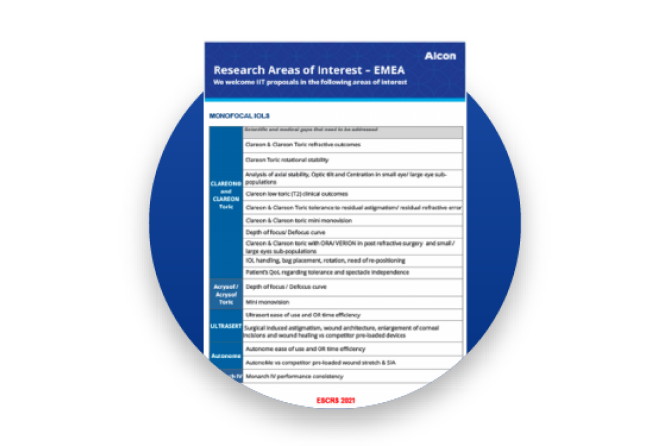 Alcon
Research Areas of Interest – EMEA
We welcome IIT proposals in the following areas of interest
MONOFOCAL IOLS
Scientific and medical gaps that need to be addressed
CLAREONG
and
CLAREON
Toric
Clareon & Clareon Toric refractive outcomes
Clareon Toric rotational stability
Analysis of axial stability, Optic tilt and Centration in small eye/ large eye sub-
populations
Clareon low toric (T2) clinical outcomes
Clareon & Clareon Toric tolerance to residual astigmatism/ residual refractive error
Clareon & Clareon toric mini monovision
Depth of focus/ Defocus curve
Clareon & Clareon toric with ORA/ VERION in post refractive surgery and small /
large eyes sub-populations
IOL handling, bag placement, rotation, need of re-positioning
Patient's QoL regarding tolerance and spectacle independence
Acrysof /
Acrysof
Toric
Depth of focus / Defocus curve
Mini monovision
ULTRASERT
Ultrasert ease of use and OR time efficiency
Surgical induced astigmatism, wound architecture, enlargement of corneal
incisions and wound healing vs competitor pre-loaded devices
Autonome
Autonome ease of use and OR time efficiency
AutonoMe vs competitor pre-loaded wound stretch & SIA
Monarch IV performance consistency
ESCRS 2021